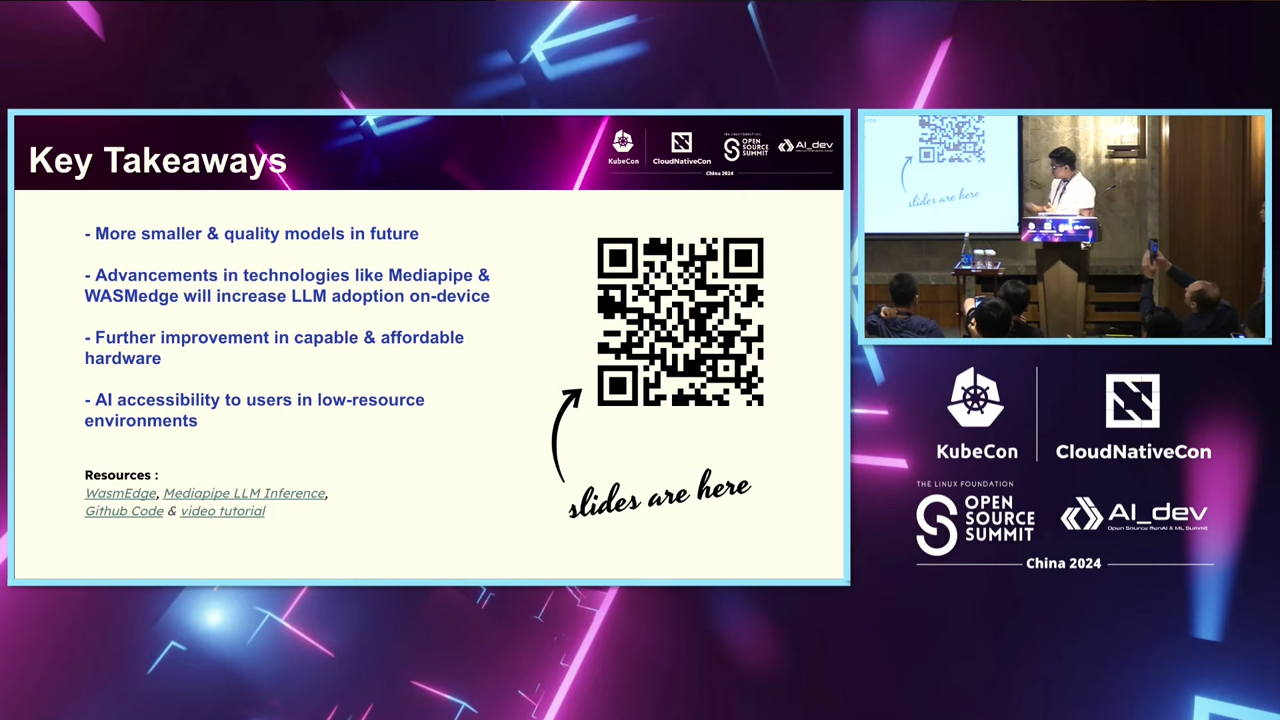 Key Takeaways
KubeCon
CloudNativeCon
THE LINUX FOUNDATION
OPEN
SOURCE
SUMMIT
AI_dev
China 2024
- More smaller & quality models in future
- Advancements in technologies like Mediapipe &
WASMedge will increase LLM adoption on-device
- Further improvement in capable & affordable
hardware
- AI accessibility to users in low-resource
environments
Resources :
WasmEdge, Mediapipe LLM Inference,
Github Code & video tutorial
slides are here
slides are here
KubeCon
CloudNativeCon
THE LINUX FOUNDATION
OPEN
SOURCE
SUMMIT
AI_dev
Open Source GenAI & ML Summit
China 2024